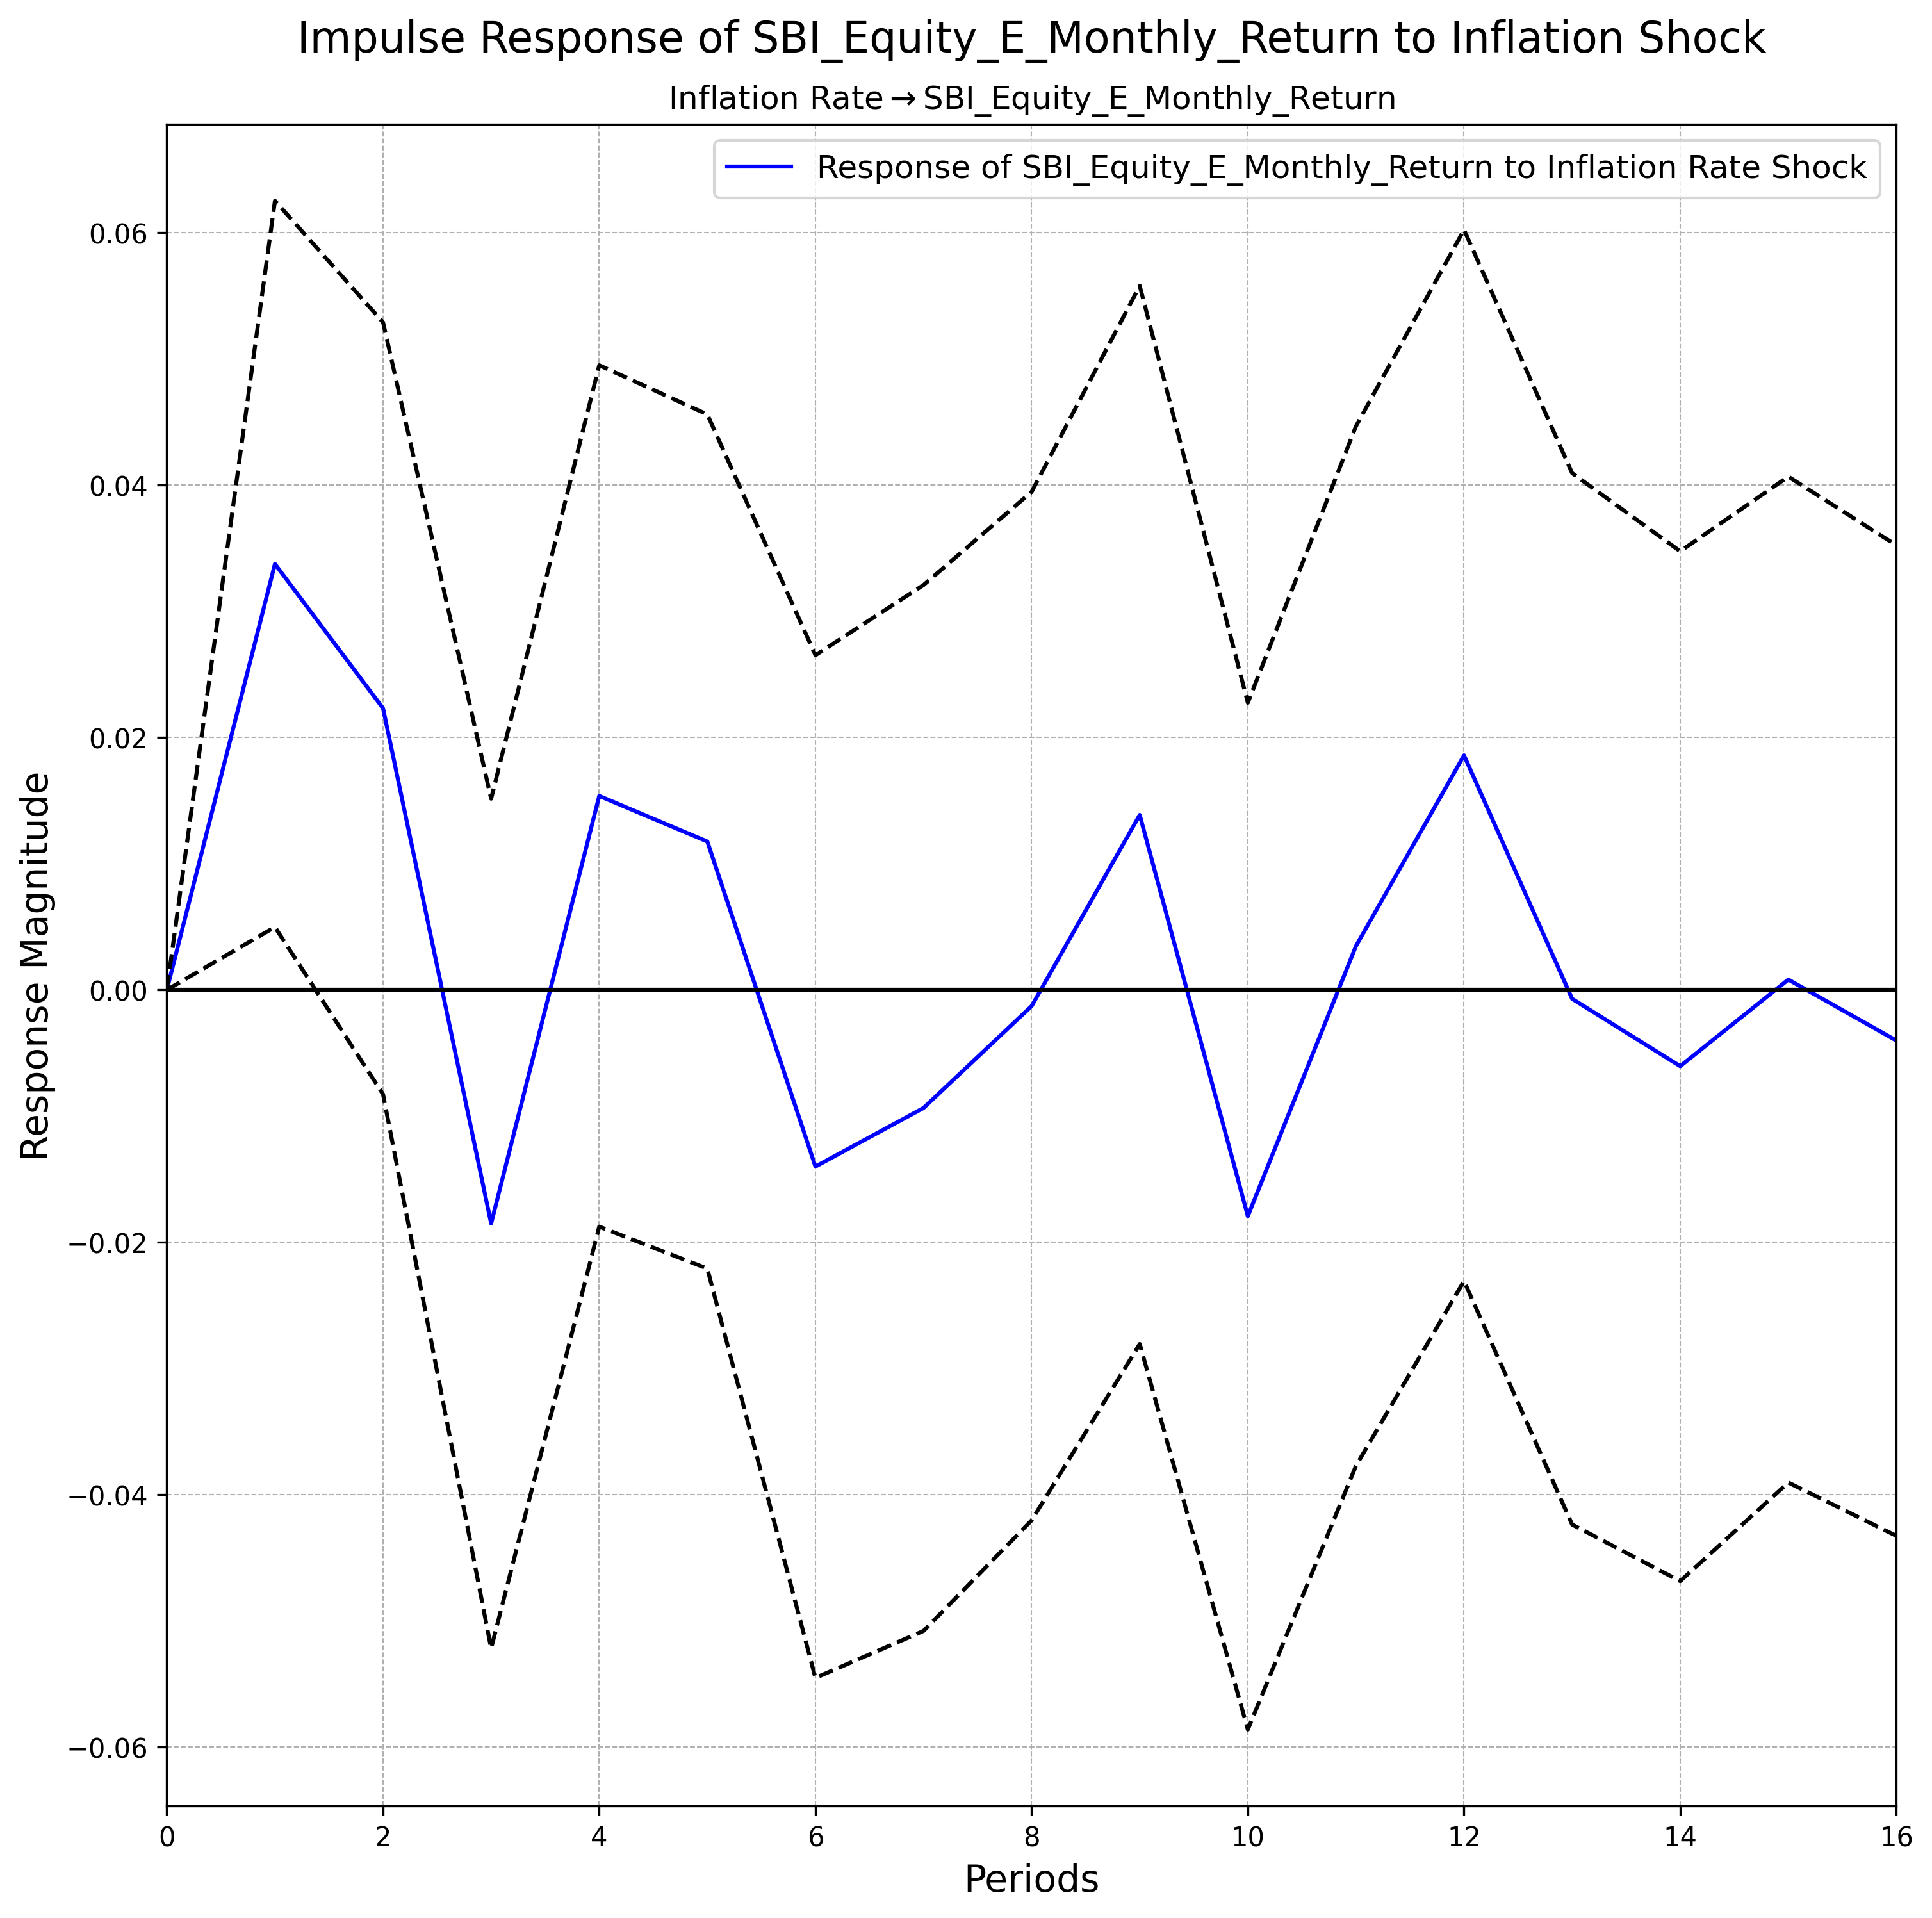 Impulse Response of SBI_Equity_E_Monthly_Return to Inflation Shock
Inflation Rate→SBI_Equity_E_Monthly_Return
Response of SBI_Equity_E_Monthly_Return to Inflation Rate Shock
Response Magnitude
0.06
0.04
0.02
0.00
−0.02
−0.04
−0.06
0 2 4 6 8 10 12 14 16
Periods